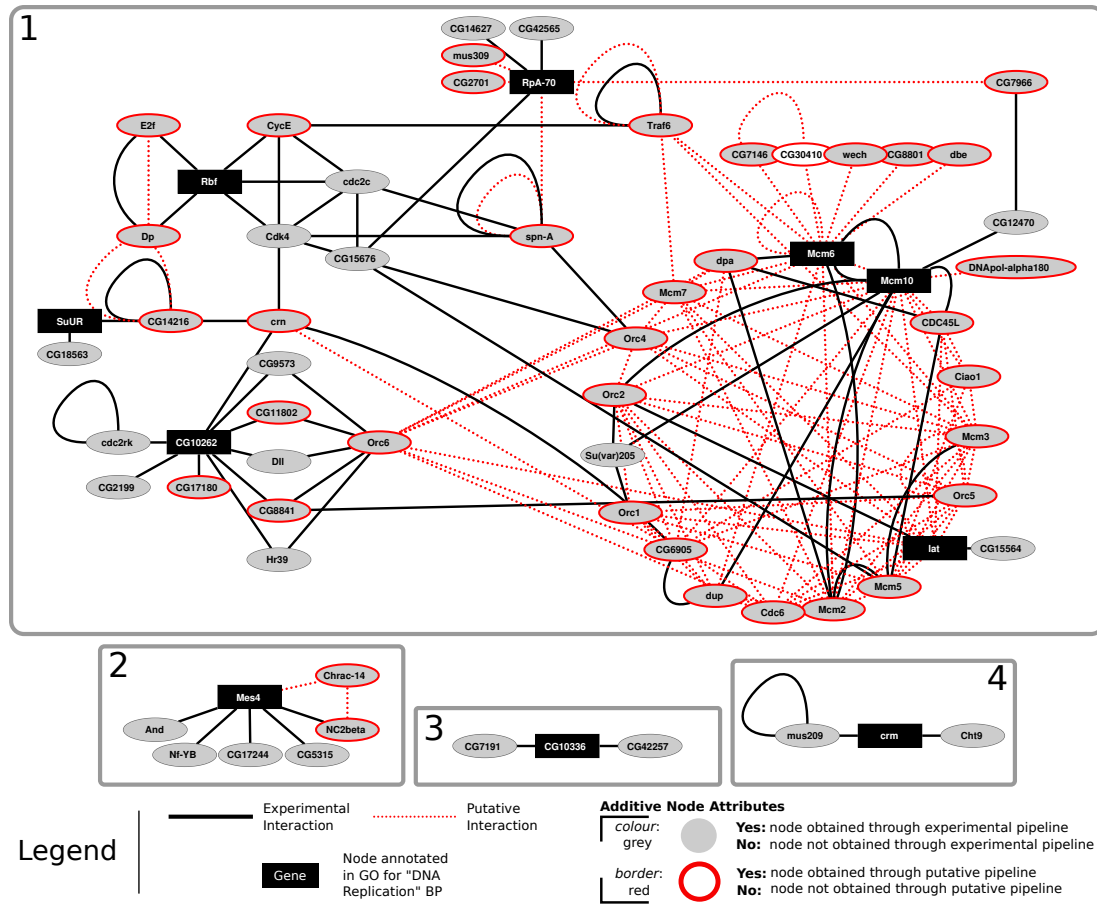 1
CG14627
CG42565
mus309
CG2701
RpA-70
CG7966
E2f
CycE
Traf6
CG7146
CG30410
wech
CG8801
dbe
Rbf
cdc2c
CG12470
Dp
Cdk4
CG15676
spn-A
dpa
Mcm6
Mcm10
DNApol-alpha180
Mcm7
SuUR
CG14216
crn
Orc4
CDC45L
CG18563
CG9573
Ciao1
Orc2
CG11802
cdc2rk
CG10262
Orc6
Mcm3
Dll
Su(var)205
CG2199
CG17180
Orc5
CG8841
Orc1
Hr39
CG6905
lat
CG15564
Mcm5
dup
Cdc6
Mcm2
2
Chrac-14
Mes4
And
NC2beta
Nf-YB
CG17244
CG5315
3
CG7191
CG10336
CG42257
4
mus209
crm
Cht9
Legend
Experimental
Interaction
Putative
Interaction
Gene
Node annotated
in GO for "DNA
Replication" BP
Additive Node Attributes
colour:
grey
Yes: node obtained through experimental pipeline
No: node not obtained through experimental pipeline
border:
red
Yes: node obtained through putative pipeline
No: node not obtained through putative pipeline